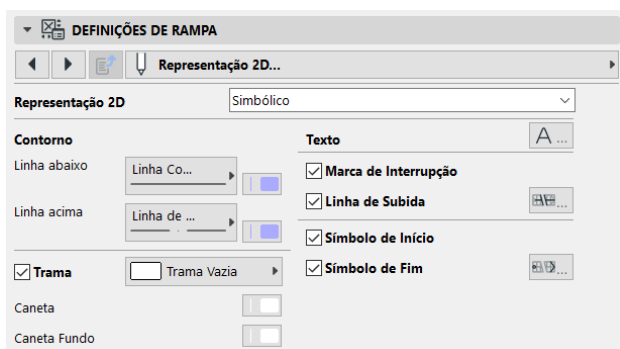 DEFINIÇÕES DE RAMPA
Representação 2D...
Representação 2D
Simbólico
Contorno
Texto
A ...
Linha abaixo
Linha Co...
Marca de Interrupção
Linha de Subida
...
Linha acima
Linha de ...
Símbolo de Início
Trama
Trama Vazia
Símbolo de Fim
...
Caneta
Caneta Fundo